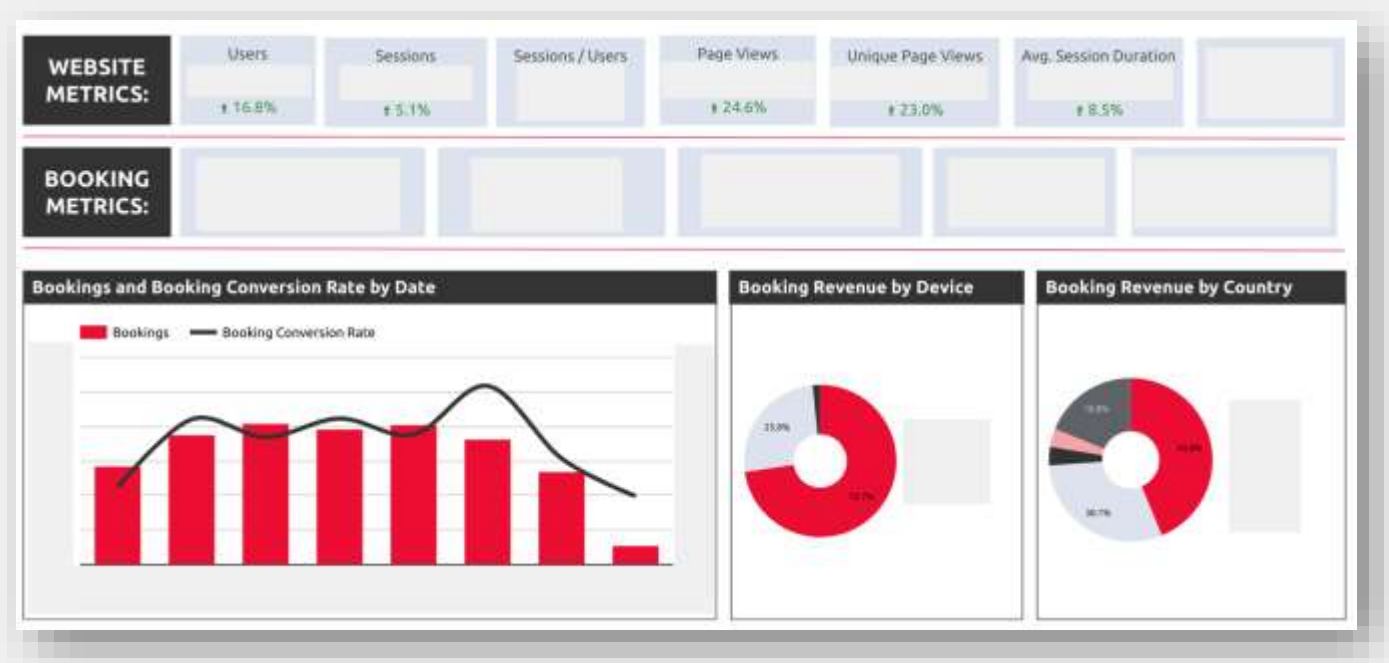 WEBSITE
METRICS:
Users
⬆ 16.8%
Sessions
⬆ 5.1%
Sessions / Users
Page Views
⬆ 24.6%
Unique Page Views
⬆ 23.0%
Avg. Session Duration
⬆ 8.5%
BOOKING
METRICS:
Bookings and Booking Conversion Rate by Date
Bookings
Booking Conversion Rate
Booking Revenue by Device
Booking Revenue by Country
30.7%